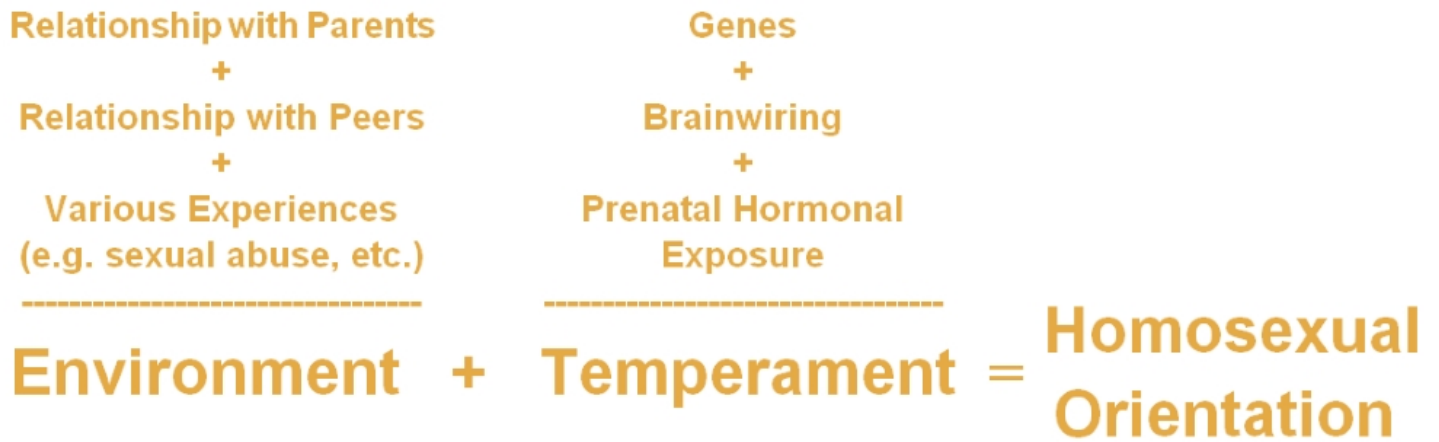 Relationship with Parents
+
Relationship with Peers
+
Various Experiences
(e.g. sexual abuse, etc.)
----------------------------------
Environment
+
Genes
+
Brainwiring
+
Prenatal Hormonal
Exposure
----------------------------------
Temperament
=
Homosexual
Orientation